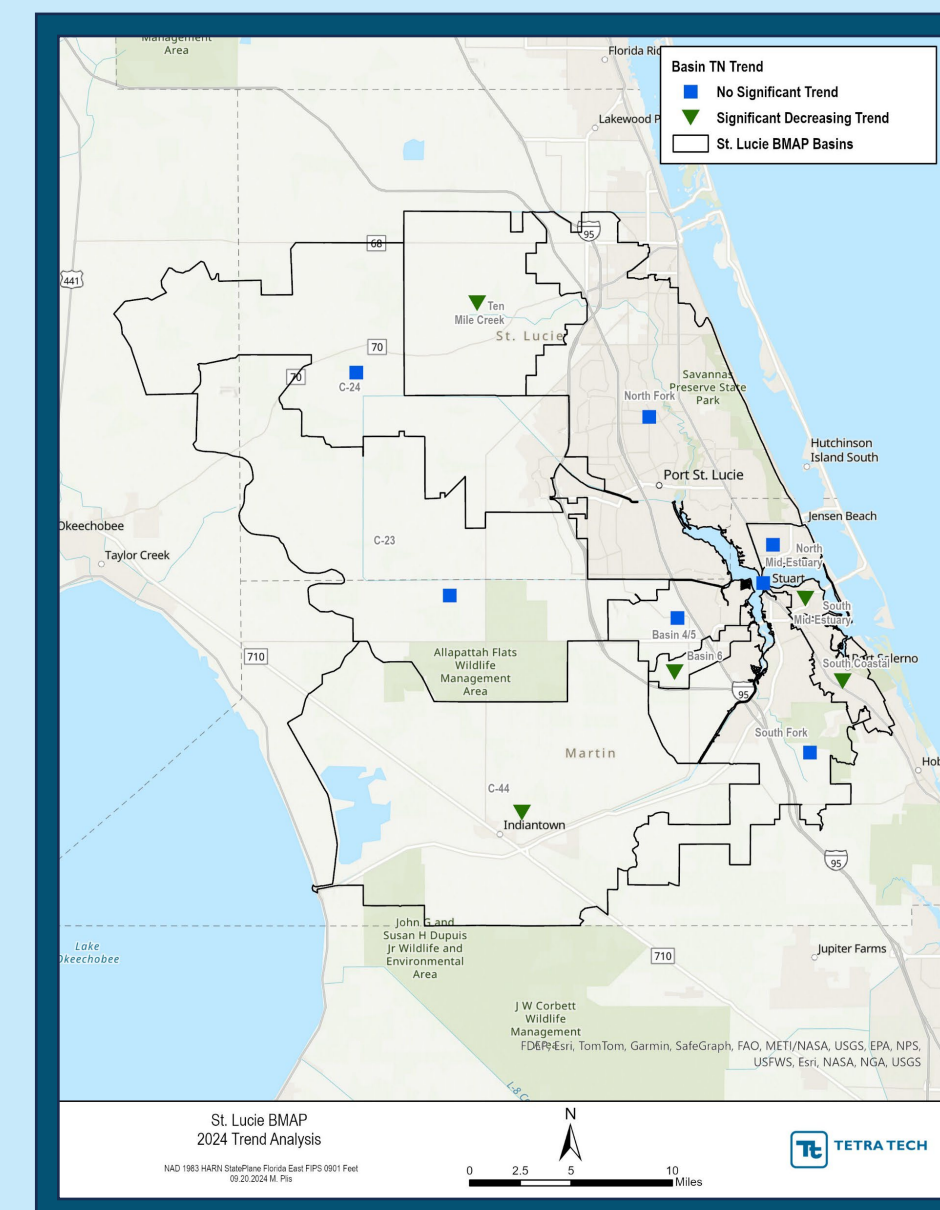 Management
Area
Florida Ri
Lakewood P
Basin TN Trend
No Significant Trend
Significant Decreasing Trend
St. Lucie BMAP Basins
95
68
441
Ten
Mile Creek
St. Lucie
70
70
C-24
Savannas
Preserve State
Park
North Fork
Hutchinson
Island South
Port St. Lucie
Jensen Beach
Okeechobee
Taylor Creek
C-23
North
Mid-Estuary
Stuart
South
Mid-Estuary
Basin 4/5
Basin 6
710
Allapattah Flats
Wildlife
Management
Area
Port Salerno
South Coastal
95
South Fork
Martin
Hob
C-44
Indiantown
95
John G and
Susan H Dupuis
Jr Wildlife and
Environmental
Area
Lake
Okeechobee
710
Jupiter Farms
J W Corbett
Wildlife
Management
Area
FDEP, Esri, TomTom, Garmin, SafeGraph, FAO, METI/NASA, USGS, EPA, NPS,
USFWS, Esri, NASA, NGA, USGS
St. Lucie BMAP
2024 Trend Analysis
NAD 1983 HARN StatePlane Florida East FIPS 0901 Feet
09.20.2024 M. Plis
N
0 2.5 5 10
Miles
Tt TETRA TECH